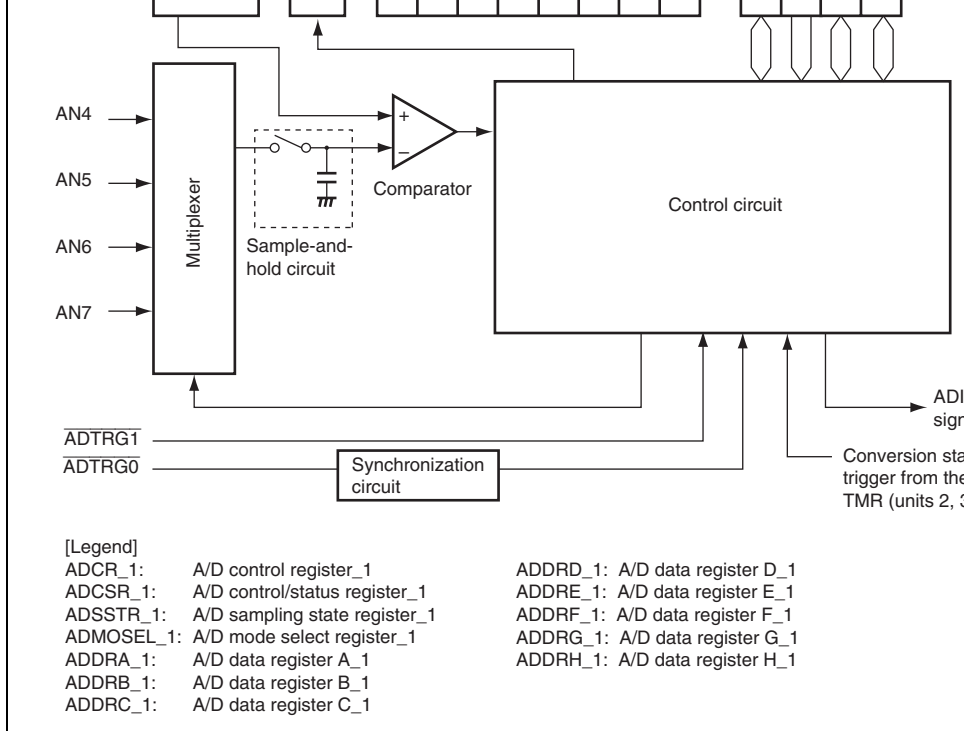 AN4
+
–
AN5
Comparator
Multiplexer
Control circuit
AN6
Sample-and-
hold circuit
AN7
ADI
ADTRG1
ADTRG0
Synchronization
circuit
Conversion
trigger from
TMR (units 2,
[Legend]
ADCR_1: A/D control register_1
ADCSR_1: A/D control/status register_1
ADSSTR_1: A/D sampling state register_1
ADMOSEL_1: A/D mode select register_1
ADDRA_1: A/D data register A_1
ADDRB_1: A/D data register B_1
ADDRC_1: A/D data register C_1
ADDRD_1: A/D data register D_1
ADDRE_1: A/D data register E_1
ADDRF_1: A/D data register F_1
ADDRG_1: A/D data register G_1
ADDRH_1: A/D data register H_1